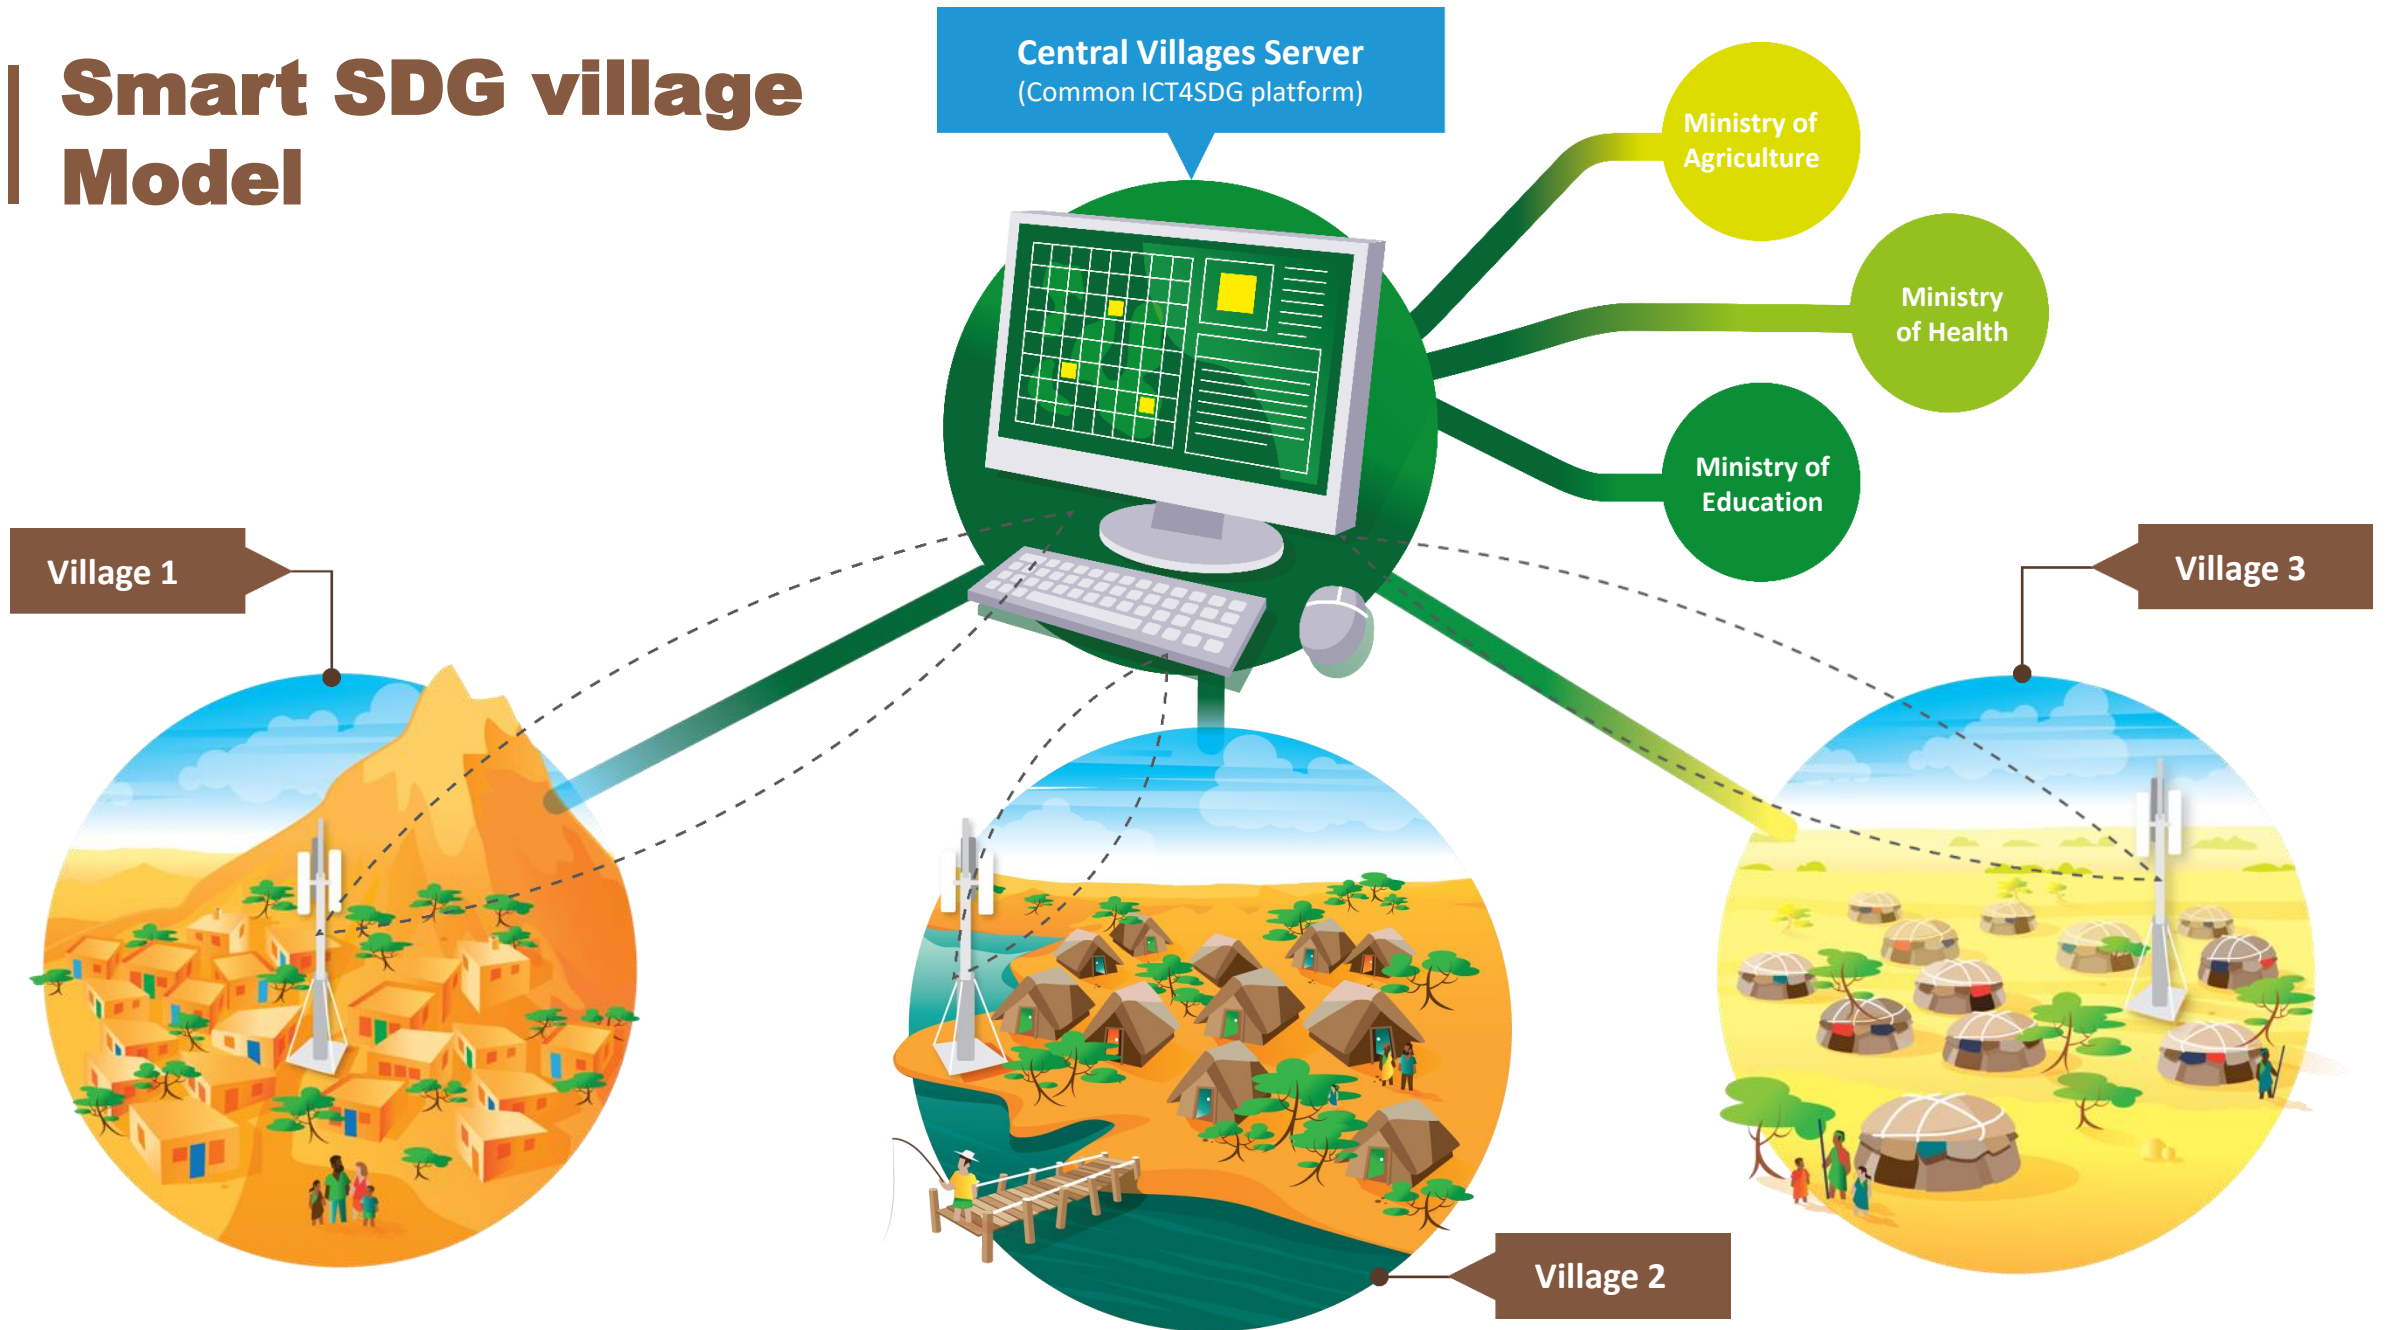 Smart SDG village
Model
Central Villages Server
(Common ICT4SDG platform)
Ministry of
Agriculture
Ministry
of Health
Ministry of
Education
Village 1
Village 3
Village 2